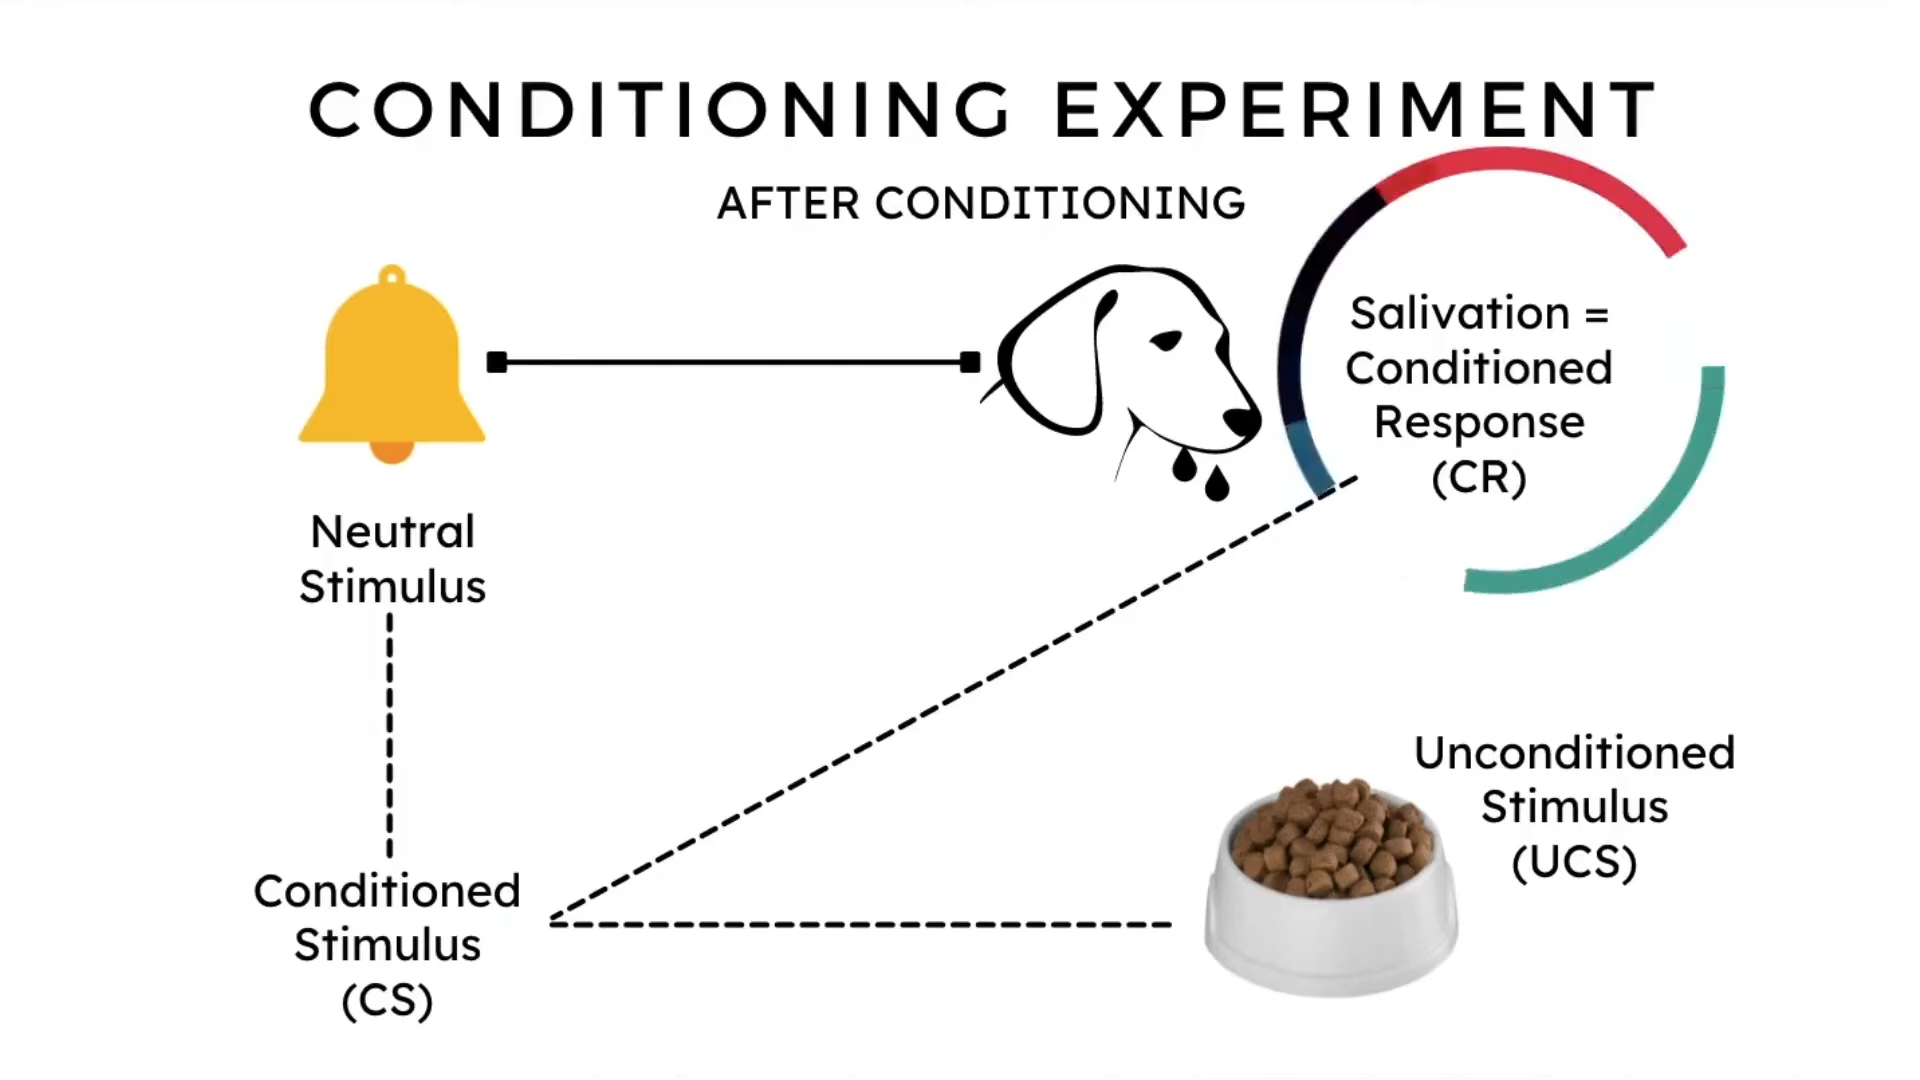 CONDITIONING EXPERIMENT
AFTER CONDITIONING
Salivation =
Conditioned
Response
(CR)
Neutral
Stimulus
Unconditioned
Stimulus
(UCS)
Conditioned
Stimulus
(CS)